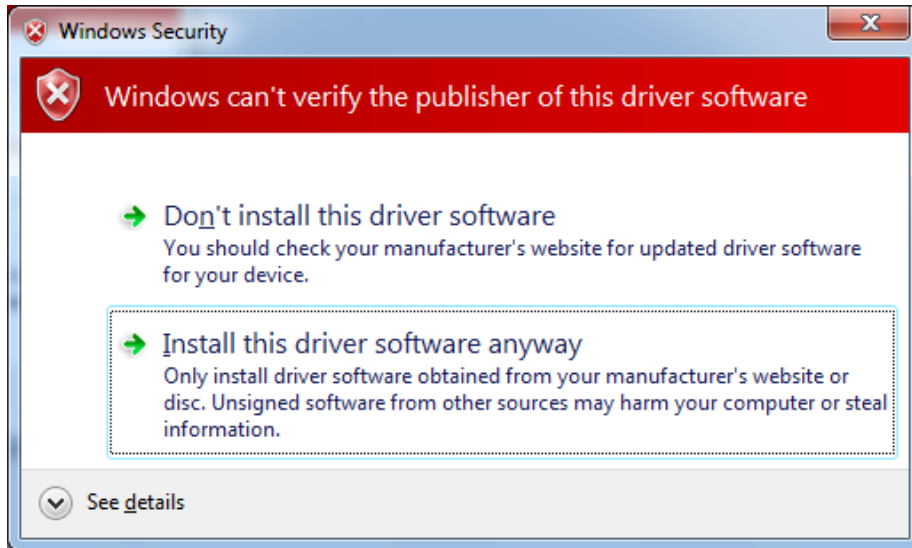 Windows Security
Windows can't verify the publisher of this driver software
Don't install this driver software
You should check your manufacturer's website for updated driver software
for your device.
Install this driver software anyway
Only install driver software obtained from your manufacturer's website or
disc. Unsigned software from other sources may harm your computer or steal
information.
See details